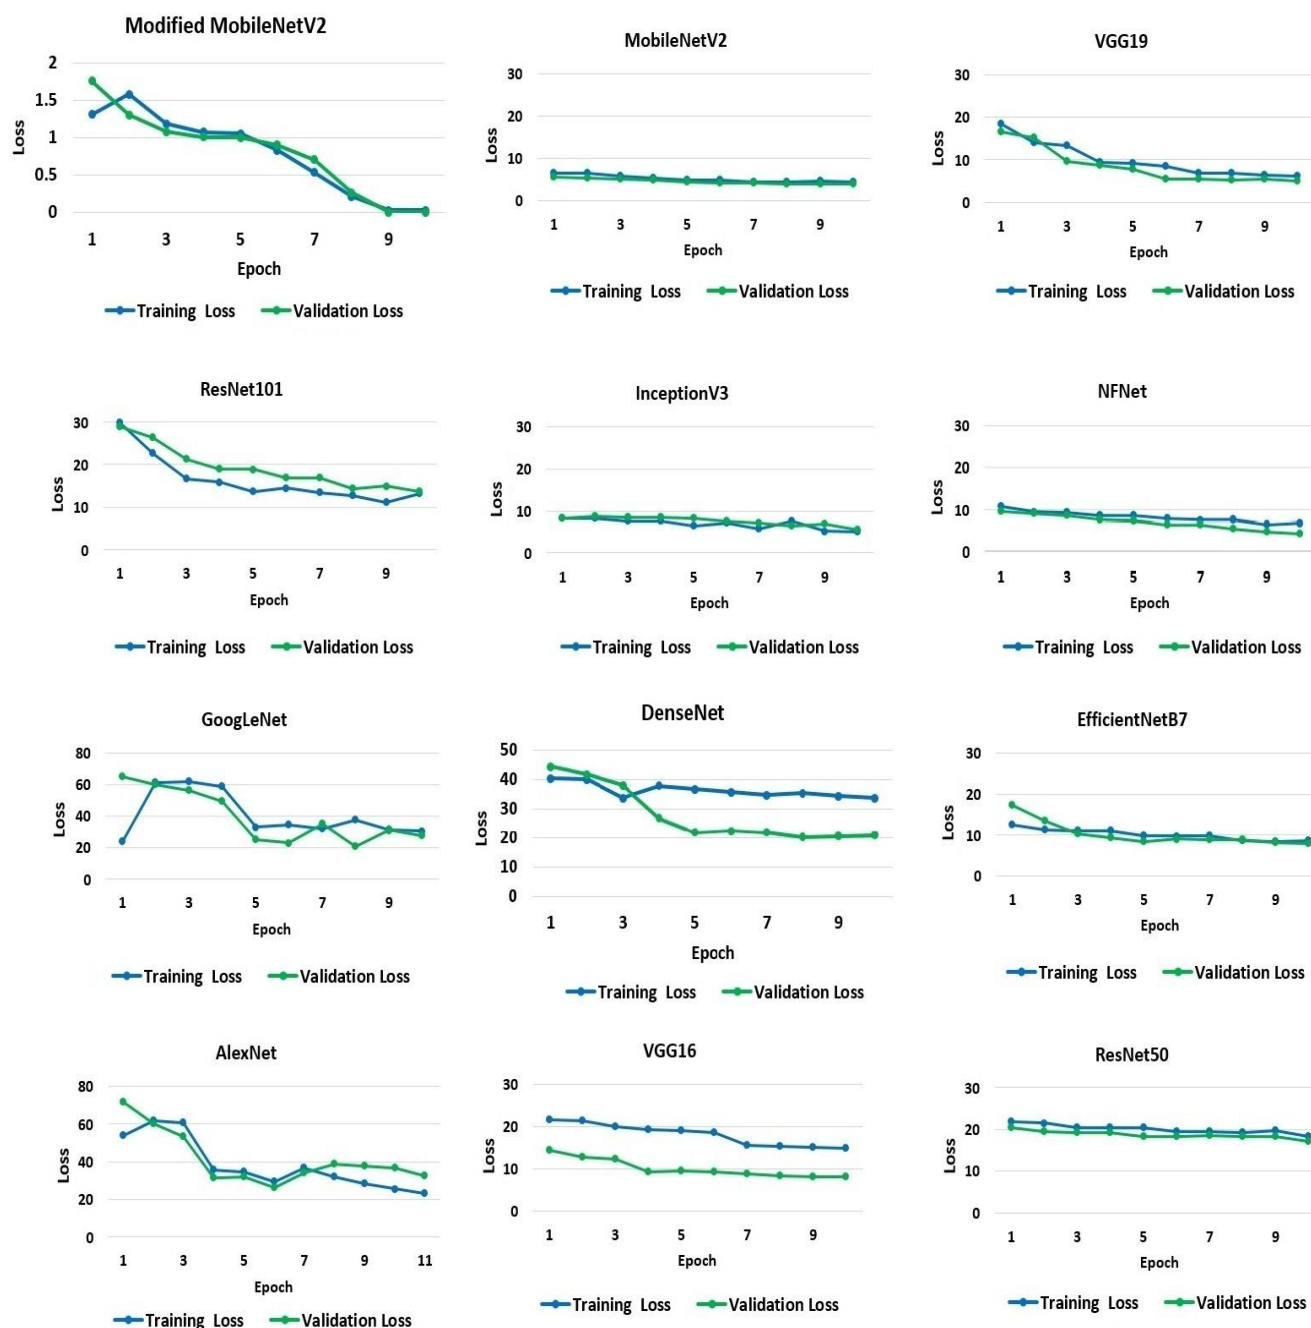 Modified MobileNetV2
2
1.5
1
0.5
0
Loss
1 3 5 7 9
Epoch
Training Loss Validation Loss
MobileNetV2
30
20
10
0
Loss
1 3 5 7 9
Epoch
Training Loss Validation Loss
VGG19
30
20
10
0
Loss
1 3 5 7 9
Epoch
Training Loss Validation Loss
ResNet101
30
20
10
0
Loss
1 3 5 7 9
Epoch
Training Loss Validation Loss
InceptionV3
30
20
10
0
Loss
1 3 5 7 9
Epoch
Training Loss Validation Loss
NFNet
30
20
10
0
Loss
1 3 5 7 9
Epoch
Training Loss Validation Loss
GoogLeNet
80
60
40
20
0
Loss
1 3 5 7 9
Epoch
Training Loss Validation Loss
DenseNet
50
40
30
20
10
0
Loss
1 3 5 7 9
Epoch
Training Loss Validation Loss
EfficientNetB7
30
20
10
0
Loss
1 3 5 7 9
Epoch
Training Loss Validation Loss
AlexNet
80
60
40
20
0
Loss
1 3 5 7 9 11
Epoch
Training Loss Validation Loss
VGG16
30
20
10
0
Loss
1 3 5 7 9
Epoch
Training Loss Validation Loss
ResNet50
30
20
10
0
Loss
1 3 5 7 9
Epoch
Training Loss Validation Loss